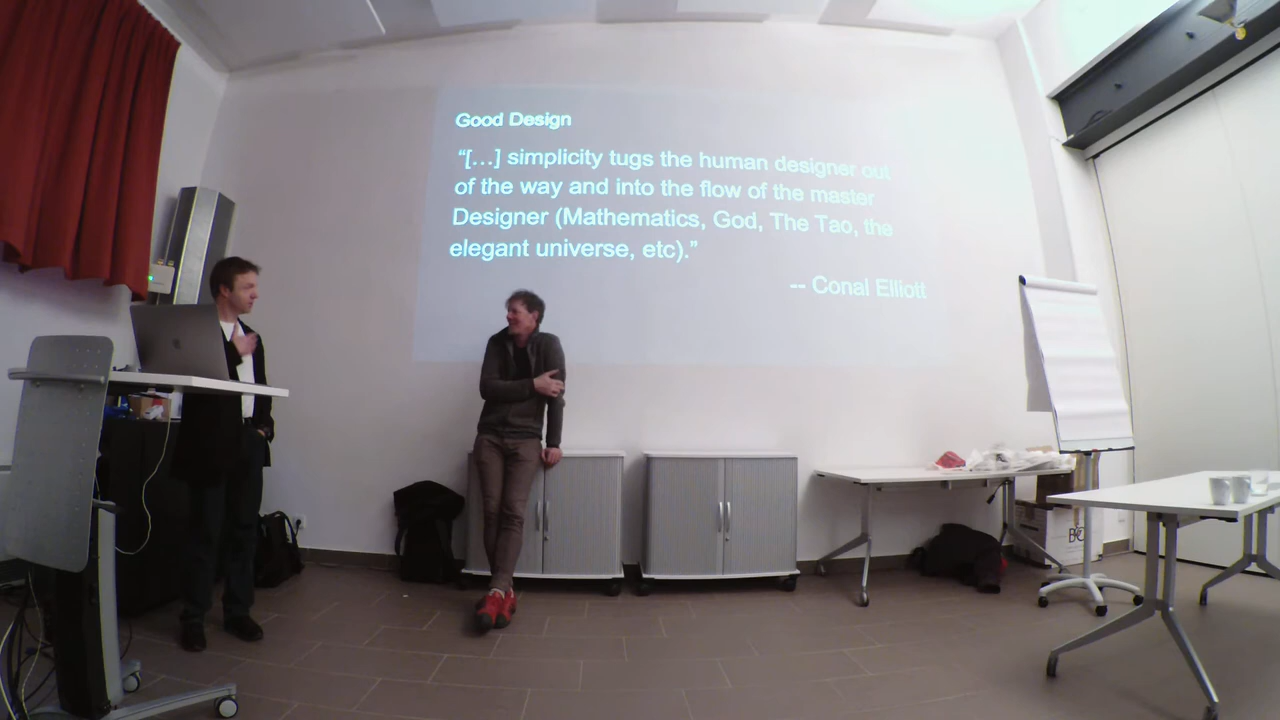 Good Design
“[…] simplicity tugs the human designer out
of the way and into the flow of the master
Designer (Mathematics, God, The Tao, the
elegant universe, etc).”
-- Conal Elliott